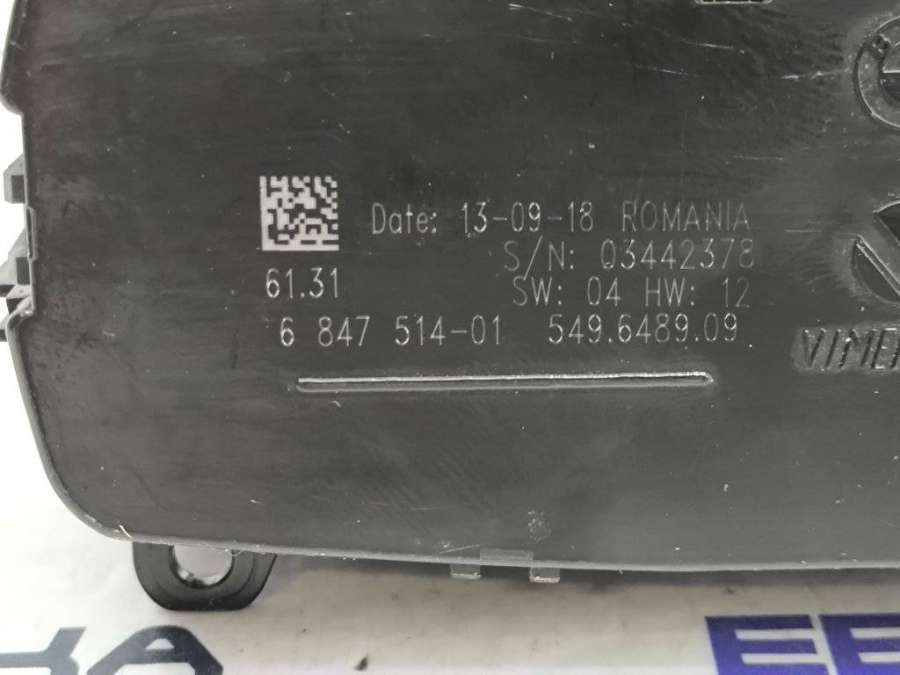 Date: 13-09-18 ROMANIA
S/N: 03442378
61.31
SW: 04 HW: 12
6 847 514-01 549.6489.09